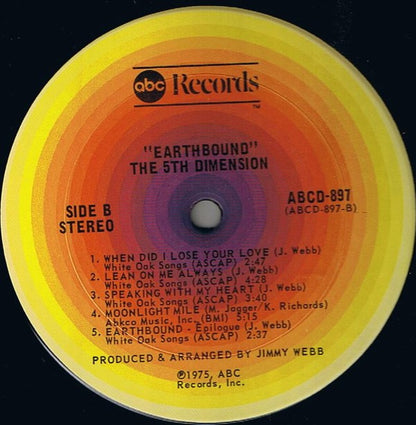 abc Records
™
"EARTHBOUND"
THE 5TH DIMENSION
SIDE B
STEREO
ABCD-897
(ABCD-897-B)
1. WHEN DID I LOSE YOUR LOVE (J. Webb)
White Oak Songs (ASCAP) 2:47
2. LEAN ON ME ALWAYS (J. Webb)
White Oak Songs (ASCAP) 4:28
3. SPEAKING WITH MY HEART (J. Webb)
White Oak Songs (ASCAP) 3:40
4. MOONLIGHT MILE (M. Jagger/K. Richards)
Abkco Music, Inc. (BMI) 5:15
5. EARTHBOUND - Epilogue (J. Webb)
White Oak Songs (ASCAP) 2:37
PRODUCED & ARRANGED BY JIMMY WEBB
℗1975, ABC
Records, Inc.